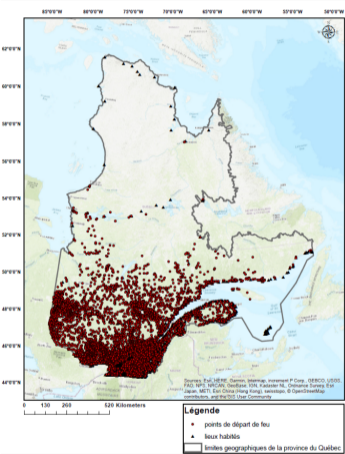 80°0'0"W 78°0'0"W 75°0'0"W 70°0'0"W 65°0'0"W 60°0'0"W 55°0'0"W 50°0'0"W
62°0'0"N
60°0'0"N
58°0'0"N
56°0'0"N
54°0'0"N
52°0'0"N
50°0'0"N
48°0'0"N
46°0'0"N
44°0'0"N
Sources: Esri, HERE, Garmin, Intermap, increment P Corp., GEBCO, USGS,
FAO, NPS, NRCAN, GeoBase, IGN, Kadaster NL, Ordnance Survey, Esri
Japan, METI, Esri China (Hong Kong), swisstopo, © OpenStreetMap
contributors, and the GIS User Community
0 130 260 520 Kilometers
Légende
points de départ de feu
lieux habités
limites geographiques de la province du Québec